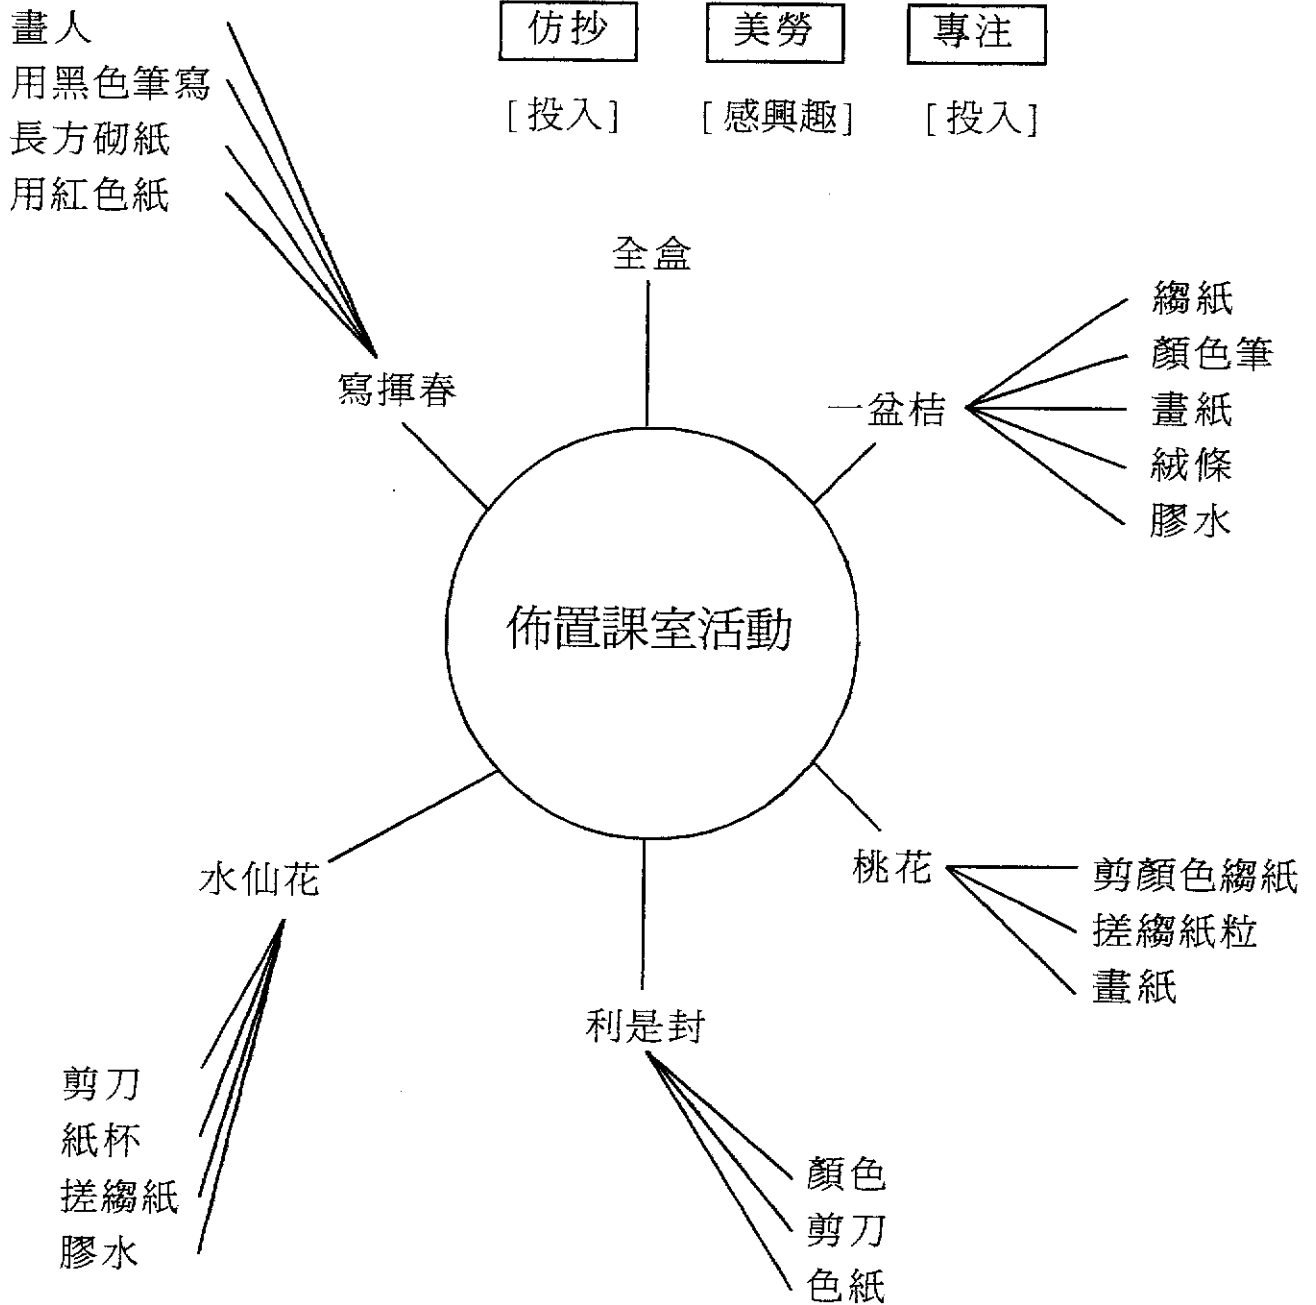 畫人
用黑色筆寫
長方砌紙
用紅色紙
仿抄 美勞 專注
[投入] [感興趣] [投入]
全盒
寫揮春
一盆桔
縐紙
顏色筆
畫紙
絨條
膠水
佈置課室活動
水仙花
剪刀
紙杯
搓縐紙
膠水
利是封
顏色
剪刀
色紙
桃花
剪顏色縐紙
搓縐紙粒
畫紙